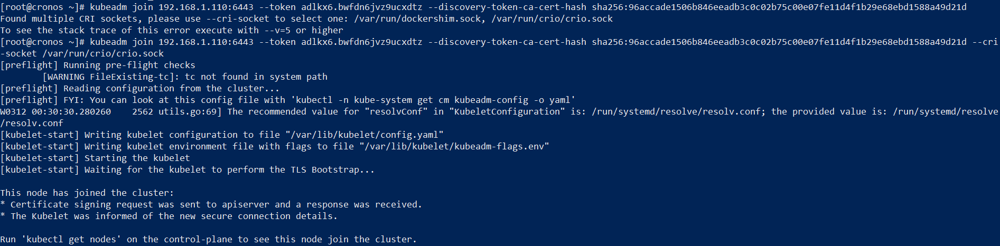 [root@cronos ~]# kubeadm join 192.168.1.110:6443 --token adlkx6.bwfdn6jvz9ucxdtz --discovery-token-ca-cert-hash sha256:96accade1506b846eeadb3c0c02b75c00e07fe11d4f1b29e68ebd1588a49d21d
Found multiple CRI sockets, please use --cri-socket to select one: /var/run/dockershim.sock, /var/run/crio/crio.sock
To see the stack trace of this error execute with --v=5 or higher
[root@cronos ~]# kubeadm join 192.168.1.110:6443 --token adlkx6.bwfdn6jvz9ucxdtz --discovery-token-ca-cert-hash sha256:96accade1506b846eeadb3c0c02b75c00e07fe11d4f1b29e68ebd1588a49d21d --cri
-socket /var/run/crio/crio.sock
[preflight] Running pre-flight checks
        [WARNING FileExisting-tc]: tc not found in system path
[preflight] Reading configuration from the cluster...
[preflight] FYI: You can look at this config file with 'kubectl -n kube-system get cm kubeadm-config -o yaml'
W0312 00:30:30.280260    2562 utils.go:69] The recommended value for "resolvConf" in "KubeletConfiguration" is: /run/systemd/resolve/resolv.conf; the provided value is: /run/systemd/resolve
/resolv.conf
[kubelet-start] Writing kubelet configuration to file "/var/lib/kubelet/config.yaml"
[kubelet-start] Writing kubelet environment file with flags to file "/var/lib/kubelet/kubeadm-flags.env"
[kubelet-start] Starting the kubelet
[kubelet-start] Waiting for the kubelet to perform the TLS Bootstrap...
This node has joined the cluster:
* Certificate signing request was sent to apiserver and a response was received.
* The Kubelet was informed of the new secure connection details.
Run 'kubectl get nodes' on the control-plane to see this node join the cluster.